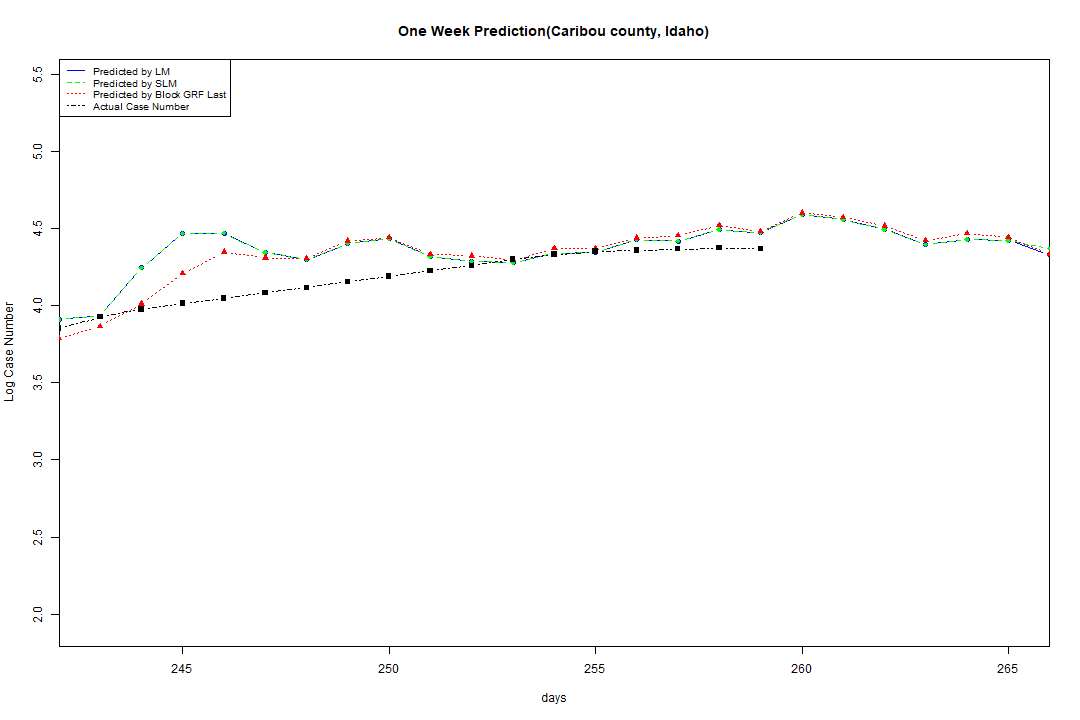 One Week Prediction(Caribou county, Idaho)
Predicted by LM
Predicted by SLM
Predicted by Block GRF Last
Actual Case Number
5.5
5.0
4.5
4.0
3.5
3.0
2.5
2.0
Log Case Number
245 250 255 260 265
days